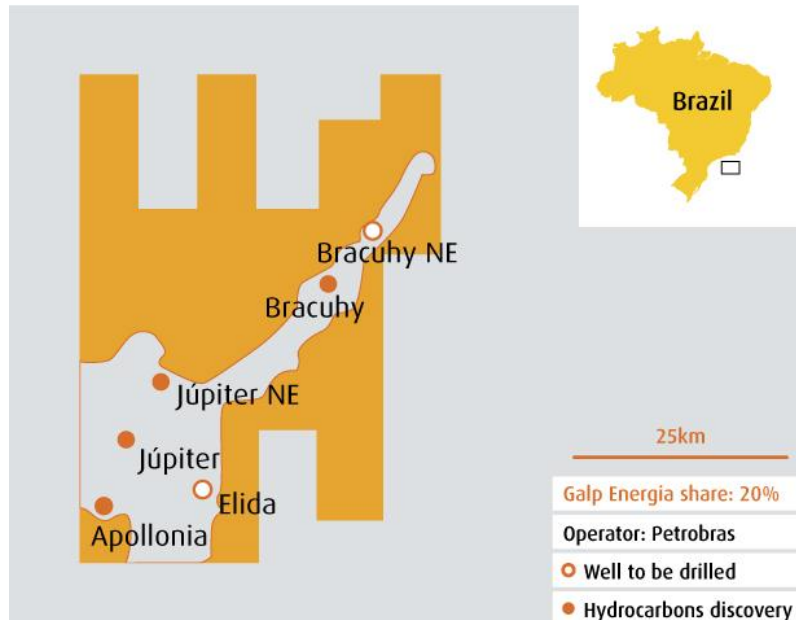 Brazil
Bracuhy NE
Bracuhy
Júpiter NE
Júpiter
Elida
Apollonia
25km
Galp Energia share: 20%
Operator: Petrobras
Well to be drilled
Hydrocarbons discovery